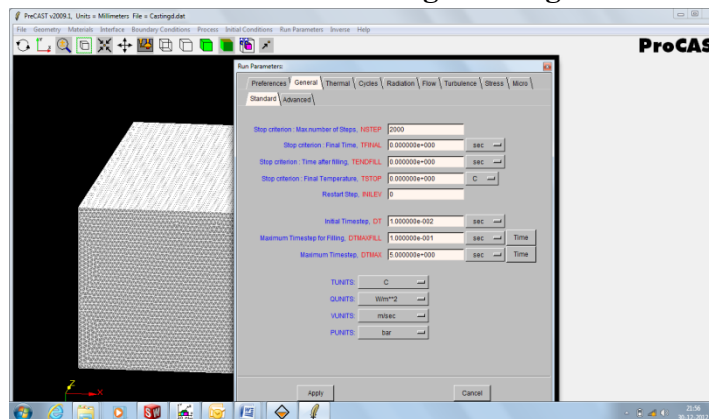 PreCAST v2009.1, Units = Millimeters File = Castingd.dat
File Geometry Materials Interface Boundary Conditions Process Initial Conditions Run Parameters Inverse Help
ProCAS
Run Parameters:
Preferences General Thermal Cycles Radiation Flow Turbulence Stress Micro
Standard Advanced
Stop criterion : Max.number of Steps, NSTEP 2000
Stop criterion : Final Time, TFINAL 0.000000e+000 sec
Stop criterion : Time after filling, TENDFILL 0.000000e+000 sec
Stop criterion : Final Temperature, TSTOP 0.000000e+000 C
Restart Step, INILEV 0
Initial Timestep, DT 1.000000e-002 sec
Maximum Timestep for Filling, DTMAXFILL 1.000000e-001 sec Time
Maximum Timestep, DTMAX 5.000000e+000 sec Time
TUNITS: C
QUNITS: W/m**2
VUNITS: m/sec
PUNITS: bar
Apply Cancel
Z
X
21:56